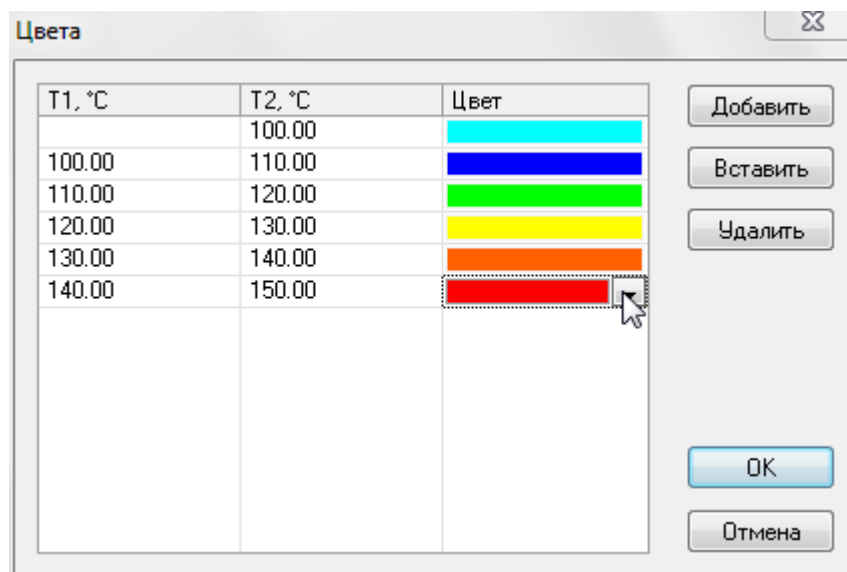 Цвета
T1, °C T2, °C Цвет
100.00
100.00 110.00
110.00 120.00
120.00 130.00
130.00 140.00
140.00 150.00
Добавить
Вставить
Удалить
OK
Отмена